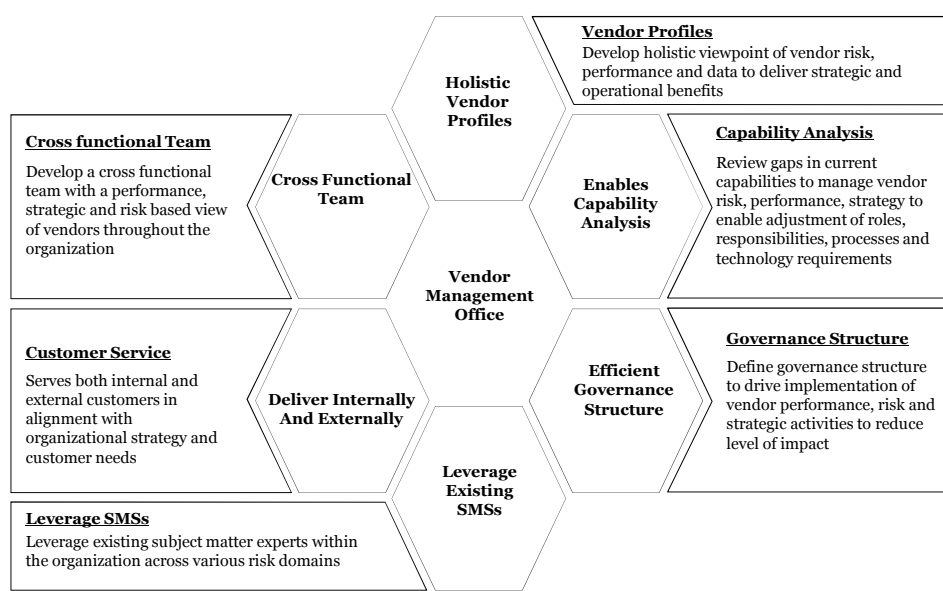 Vendor Profiles
Develop holistic viewpoint of vendor risk,
performance and data to deliver strategic and
operational benefits
Holistic
Vendor
Profiles
Cross functional Team
Develop a cross functional
team with a performance,
strategic and risk based view
of vendors throughout the
organization
Cross Functional
Team
Enables
Capability
Analysis
Capability Analysis
Review gaps in current
capabilities to manage vendor
risk, performance, strategy to
enable adjustment of roles,
responsibilities, processes and
technology requirements
Vendor
Management
Office
Customer Service
Serves both internal and
external customers in
alignment with
organizational strategy and
customer needs
Deliver Internally
And Externally
Efficient
Governance
Structure
Governance Structure
Define governance structure
to drive implementation of
vendor performance, risk and
strategic activities to reduce
level of impact
Leverage
Existing
SMSs
Leverage SMSs
Leverage existing subject matter experts within
the organization across various risk domains